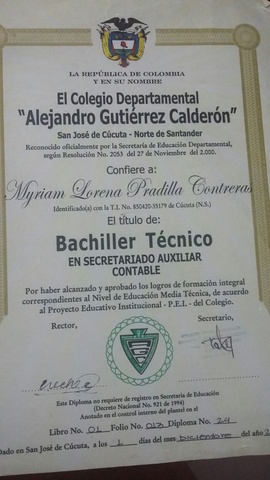 LA REPÚBLICA DE COLOMBIA
Y EN SU NOMBRE
El Colegio Departamental
"Alejandro Gutiérrez Calderón"
San José de Cúcuta - Norte de Santander
Reconocido oficialmente por la Secretaría de Educación Departamental,
según Resolución No. 2053 del 27 de Noviembre del 2.000.
Confiere a:
Myriam Lorena Pradilla Contreras
Identificado(a) con la T.I. No. 850420-35179 de Cúcuta (N.S.)
El título de:
Bachiller Técnico
EN SECRETARIADO AUXILIAR
CONTABLE
Por haber alcanzado y aprobado los logros de formación integral
correspondientes al Nivel de Educación Media Técnica, de acuerdo
al Proyecto Educativo Institucional - P.E.I. - del Colegio.
Rector,
Secretario,
Este Diploma no requiere de registro en Secretaría de Educación
(Decreto Nacional No. 921 de 1994)
Anotado en el control interno del plantel en el
Libro No. 01 Folio No. 013 Diploma No. 24
Dado en San José de Cúcuta, a los 1 días del mes Diciembre del año 2